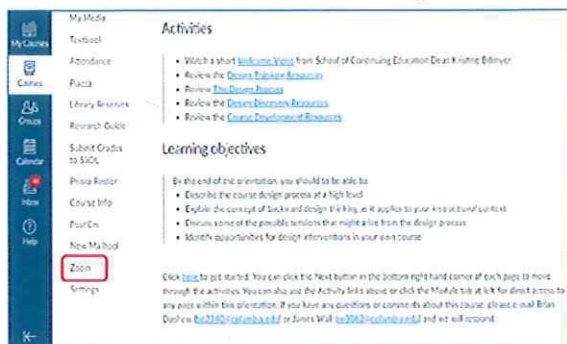 My Courses
Courses
Groups
Calendar
Inbox
Help
My Media
Textbook
Attendance
Piazza
Library Reserves
Research Guide
Submit Grades
to SSOL
Photo Roster
Course Info
Post Em
New Mailtool
Zoom
Settings
Activities
Watch a short Welcome Video from School of Continuing Education Dean Kristine Billmyer
Review the Design Thinking Resources
Review The Design Process
Review the Design Discovery Resources
Review the Course Development Resources
Learning objectives
By the end of the orientation, you should be able to:
Describe the course design process at a high level
Explain the concept of backward design thinking as it applies to your instructional context
Discuss some of the possible tensions that might arise from the design process
Identify opportunities for design interventions in your own course
Click here to get started. You can click the Next button in the bottom right hand corner of each page to move
through the activities. You can also use the Activity links above or click the Module tab at left for direct access to
any page within this orientation. If you have any questions or comments about this course, please e-mail Brian
Dashew or James Wall and we will respond.